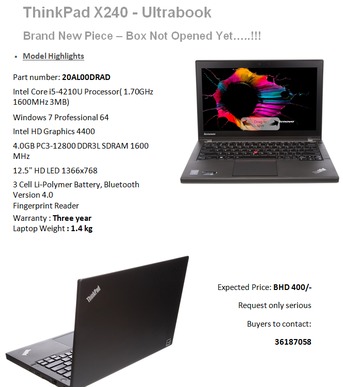 ThinkPad X240 - Ultrabook
Brand New Piece – Box Not Opened Yet…..!!!
• Model Highlights
Part number: 20AL00DRAD
Intel Core i5-4210U Processor( 1.70GHz
1600MHz 3MB)
Windows 7 Professional 64
Intel HD Graphics 4400
4.0GB PC3-12800 DDR3L SDRAM 1600
MHz
12.5" HD LED 1366x768
3 Cell Li-Polymer Battery, Bluetooth
Version 4.0
Fingerprint Reader
Warranty : Three year
Laptop Weight : 1.4 kg
ThinkPad
Expected Price: BHD 400/-
Request only serious
Buyers to contact:
36187058